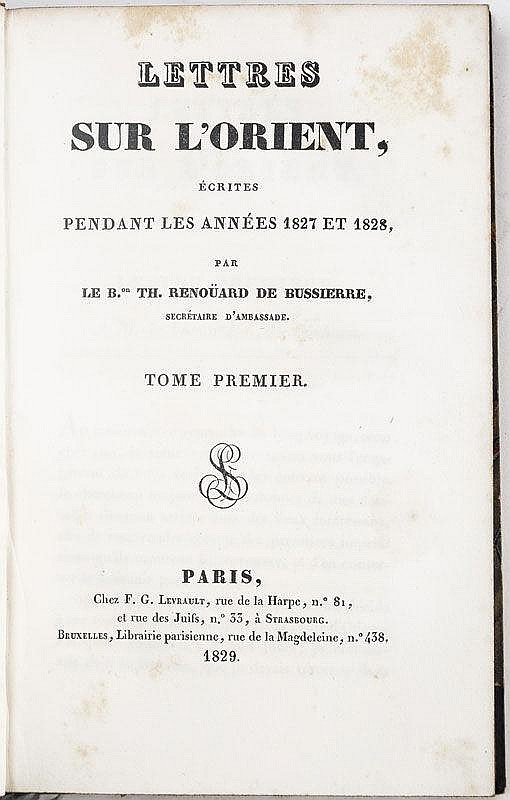 LETTRES
SUR L'ORIENT,
ÉCRITES
PENDANT LES ANNÉES 1827 ET 1828,
PAR
LE B.on TH. RENOÜARD DE BUSSIERRE,
SECRÉTAIRE D'AMBASSADE.
TOME PREMIER.
PARIS,
Chez F. G. LEVRAULT, rue de la Harpe, n.° 81,
et rue des Juifs, n.° 33, à STRASBOURG.
BRUXELLES, Librairie parisienne, rue de la Magdeleine, n.° 438.
1829.